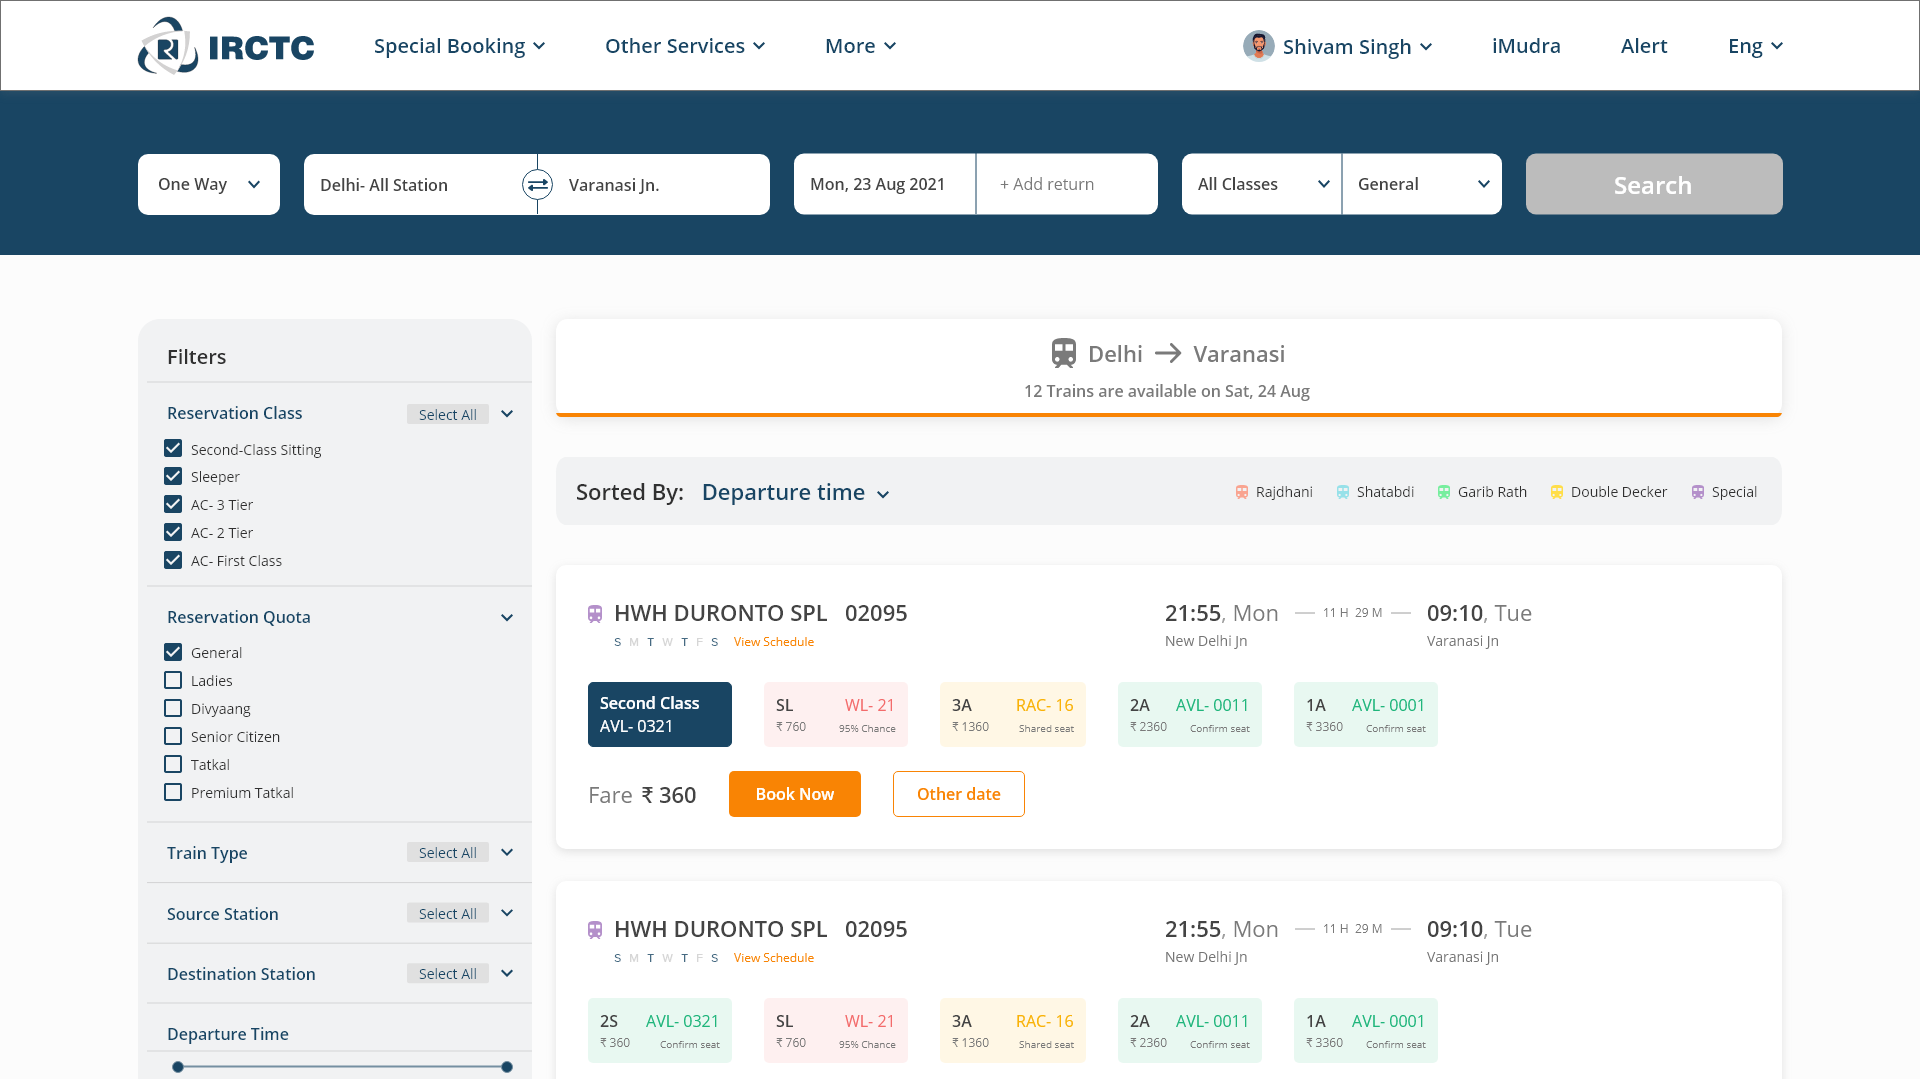 IRCTC
Special Booking
Other Services
More
Shivam Singh
iMudra
Alert
Eng
One Way
Delhi- All Station
Varanasi Jn.
Mon, 23 Aug 2021
+ Add return
All Classes
General
Search
Filters
Reservation Class
Select All
Second-Class Sitting
Sleeper
AC- 3 Tier
AC- 2 Tier
AC- First Class
Reservation Quota
General
Ladies
Divyaang
Senior Citizen
Tatkal
Premium Tatkal
Train Type
Select All
Source Station
Select All
Destination Station
Select All
Departure Time
Delhi → Varanasi
12 Trains are available on Sat, 24 Aug
Sorted By: Departure time
Rajdhani
Shatabdi
Garib Rath
Double Decker
Special
HWH DURONTO SPL 02095
S M T W T F S View Schedule
21:55, Mon
New Delhi Jn
11 H 29 M
09:10, Tue
Varanasi Jn
Second Class
AVL- 0321
SL WL- 21
₹ 760 95% Chance
3A RAC- 16
₹ 1360 Shared seat
2A AVL- 0011
₹ 2360 Confirm seat
1A AVL- 0001
₹ 3360 Confirm seat
Fare ₹ 360
Book Now
Other date
HWH DURONTO SPL 02095
S M T W T F S View Schedule
21:55, Mon
New Delhi Jn
11 H 29 M
09:10, Tue
Varanasi Jn
2S AVL- 0321
₹ 360 Confirm seat
SL WL- 21
₹ 760 95% Chance
3A RAC- 16
₹ 1360 Shared seat
2A AVL- 0011
₹ 2360 Confirm seat
1A AVL- 0001
₹ 3360 Confirm seat